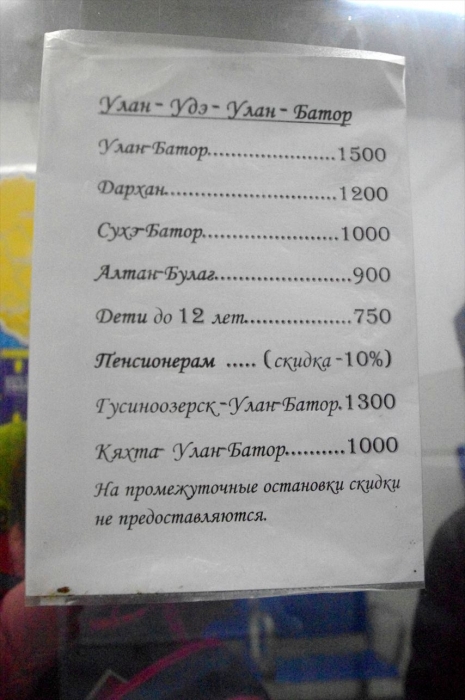 Улан - Удэ - Улан - Батор
Улан-Батор......................1500
Дархан..............................1200
Сухэ-Батор.......................1000
Алтан-Булаг.......................900
Дети до 12 лет..................750
Пенсионерам ..... (скидка -10%)
Гусиноозерск-Улан-Батор.1300
Кяхта- Улан-Батор..........1000
На промежуточные остановки скидки
не предоставляются.